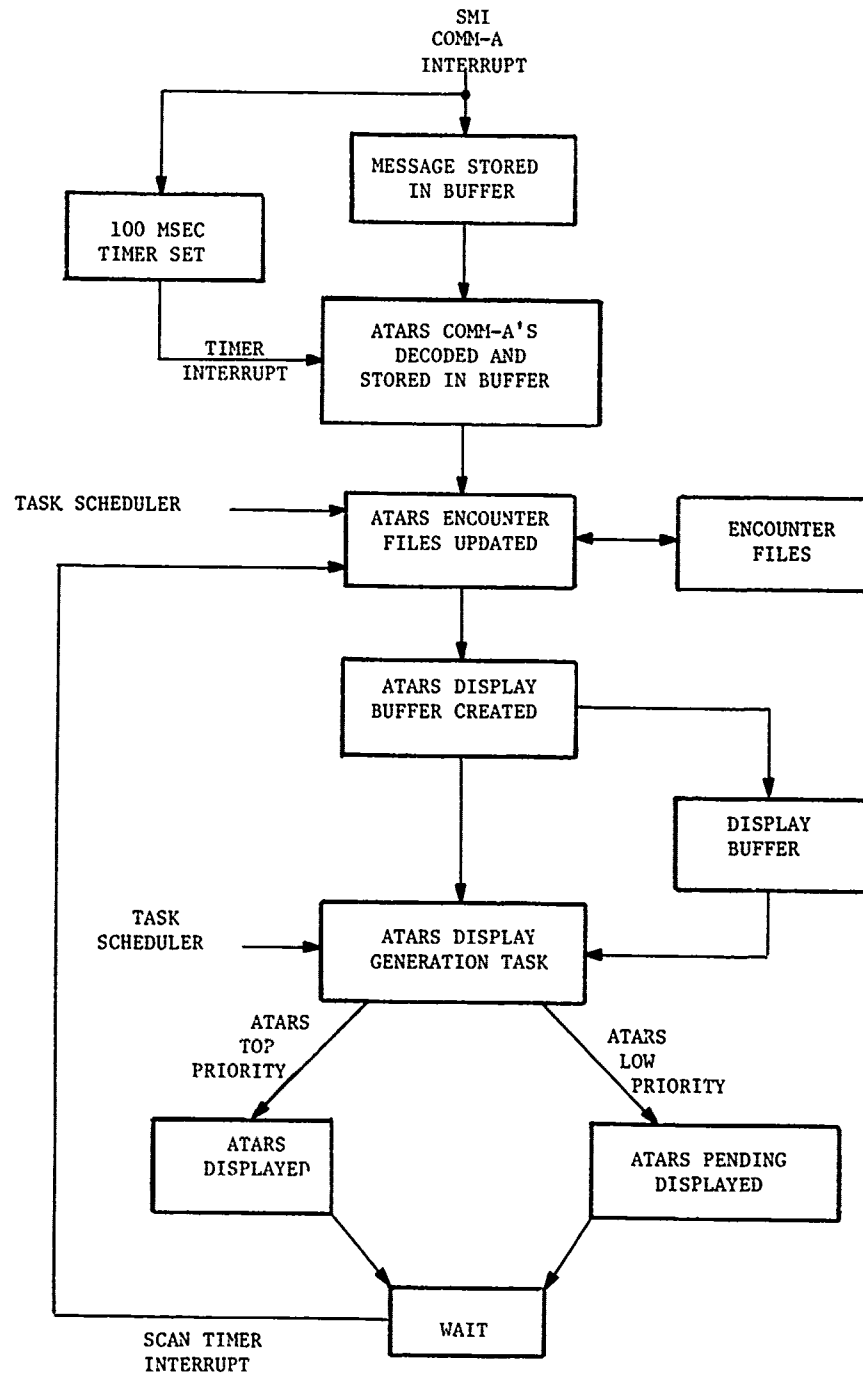 SMI
COMM-A
INTERRUPT
MESSAGE STORED
IN BUFFER
100 MSEC
TIMER SET
TIMER
INTERRUPT
ATARS COMM-A'S
DECODED AND
STORED IN BUFFER
TASK SCHEDULER
ATARS ENCOUNTER
FILES UPDATED
ENCOUNTER
FILES
ATARS DISPLAY
BUFFER CREATED
DISPLAY
BUFFER
TASK
SCHEDULER
ATARS DISPLAY
GENERATION TASK
ATARS
TOP
PRIORITY
ATARS
LOW
PRIORITY
ATARS
DISPLAYED
ATARS PENDING
DISPLAYED
WAIT
SCAN TIMER
INTERRUPT